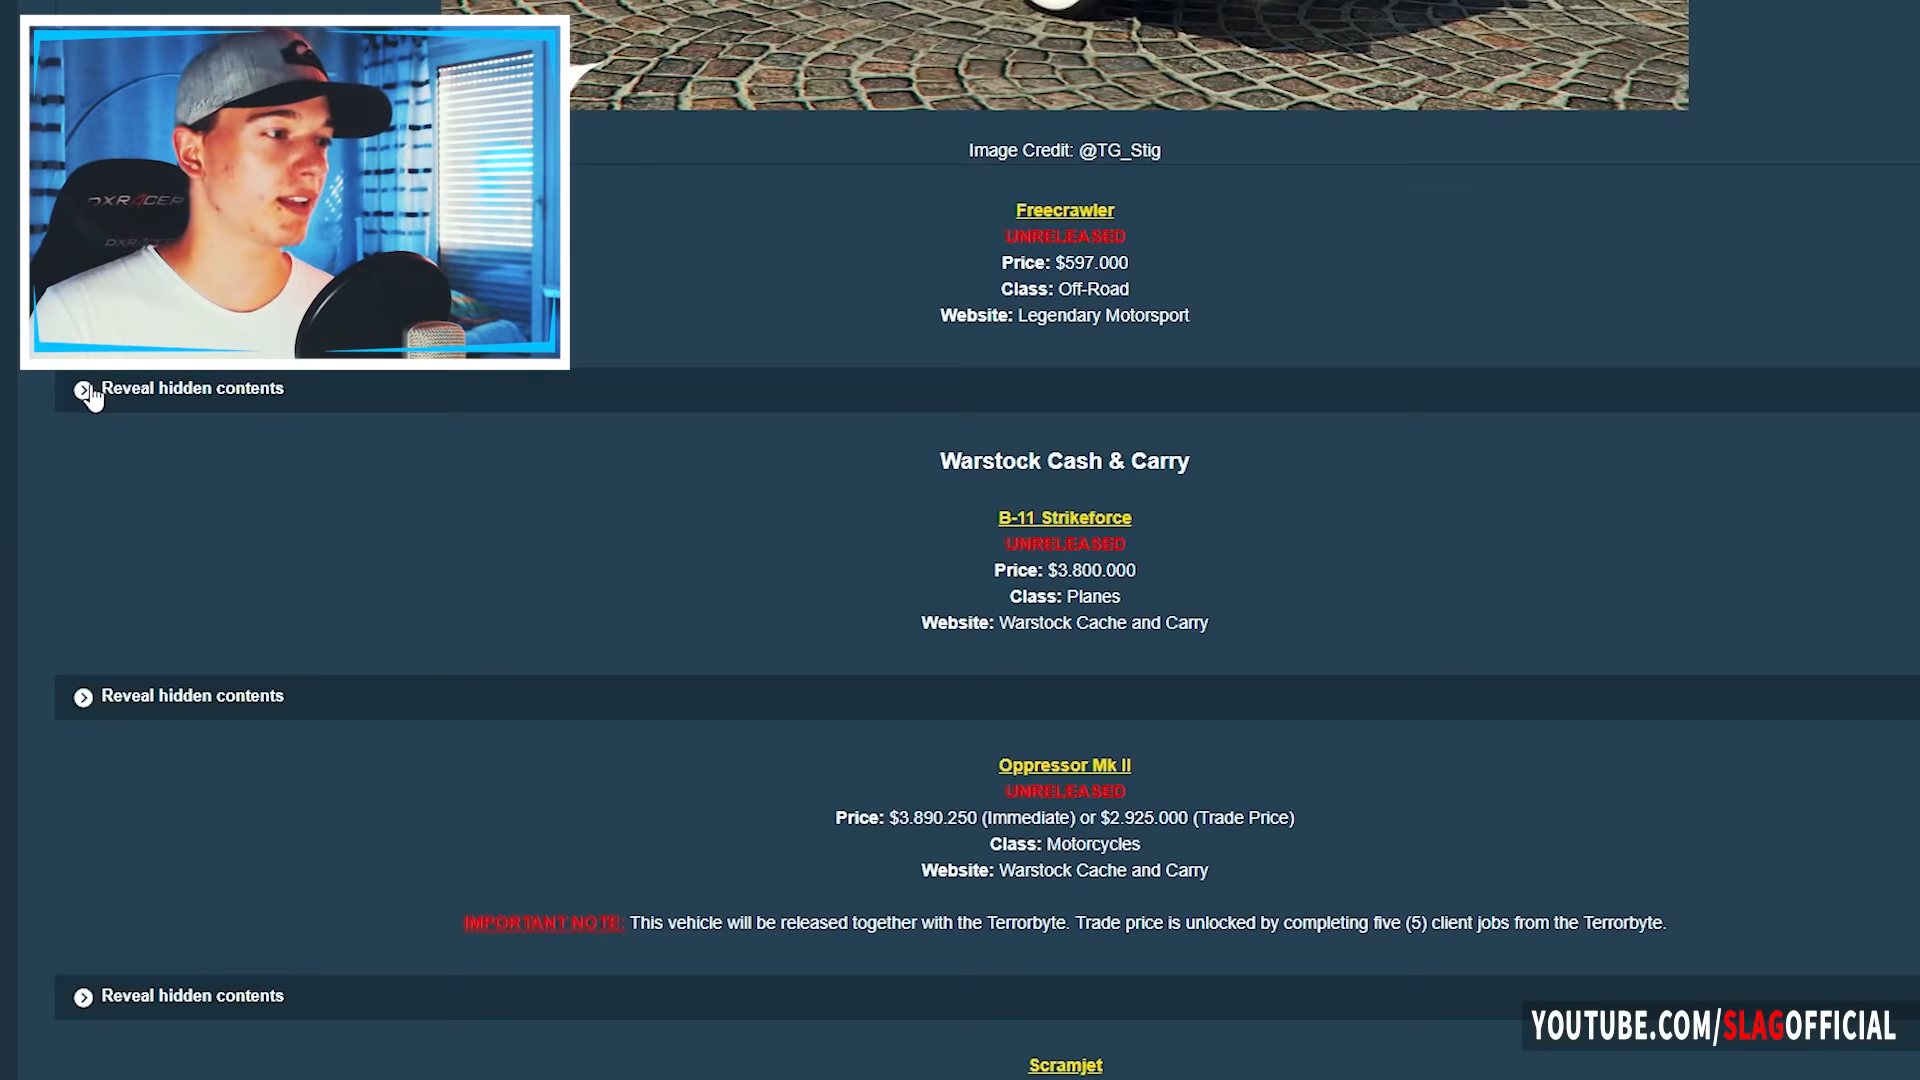 DXRACER
Image Credit: @TG_Stig
Freecrawler
UNRELEASED
Price: $597.000
Class: Off-Road
Website: Legendary Motorsport
Reveal hidden contents
Warstock Cash & Carry
B-11 Strikeforce
UNRELEASED
Price: $3.800.000
Class: Planes
Website: Warstock Cache and Carry
Reveal hidden contents
Oppressor Mk II
UNRELEASED
Price: $3.890.250 (Immediate) or $2.925.000 (Trade Price)
Class: Motorcycles
Website: Warstock Cache and Carry
IMPORTANT NOTE: This vehicle will be released together with the Terrorbyte. Trade price is unlocked by completing five (5) client jobs from the Terrorbyte.
Reveal hidden contents
YOUTUBE.COM/SLAGOFFICIAL
Scramjet